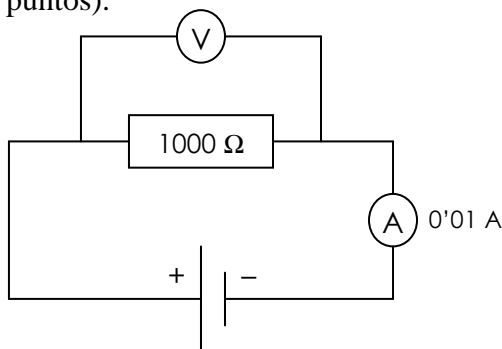 puntos).
V
1000 Ω
A 0'01 A
+ −